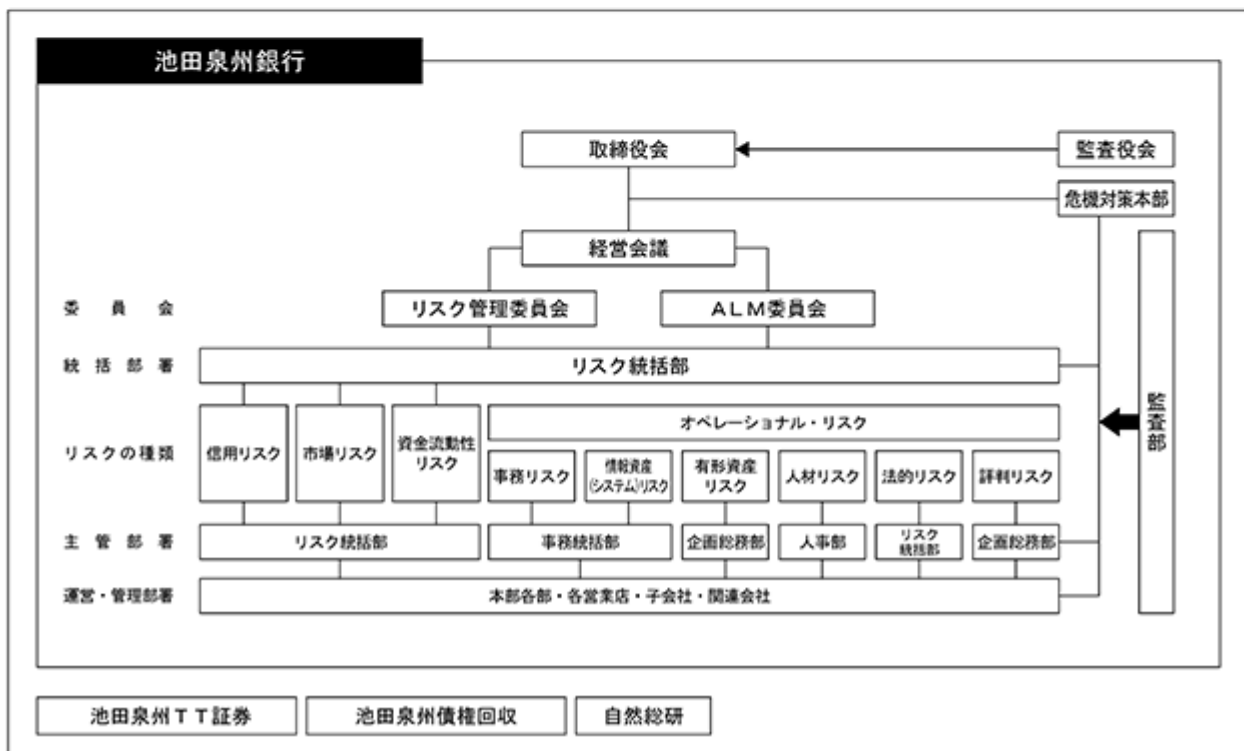 池田泉州銀行
取締役会
監査役会
危機対策本部
経営会議
委員会
リスク管理委員会
ALM委員会
統括部署
リスク統括部
監査部
リスクの種類
信用リスク
市場リスク
資金流動性
リスク
オペレーショナル・リスク
事務リスク
情報資産
(システム)リスク
有形資産
リスク
人材リスク
法的リスク
評判リスク
主管部署
リスク統括部
事務統括部
企画総務部
人事部
リスク
統括部
企画総務部
運営・管理部署
本部各部・各営業店・子会社・関連会社
池田泉州TT証券
池田泉州債権回収
自然総研